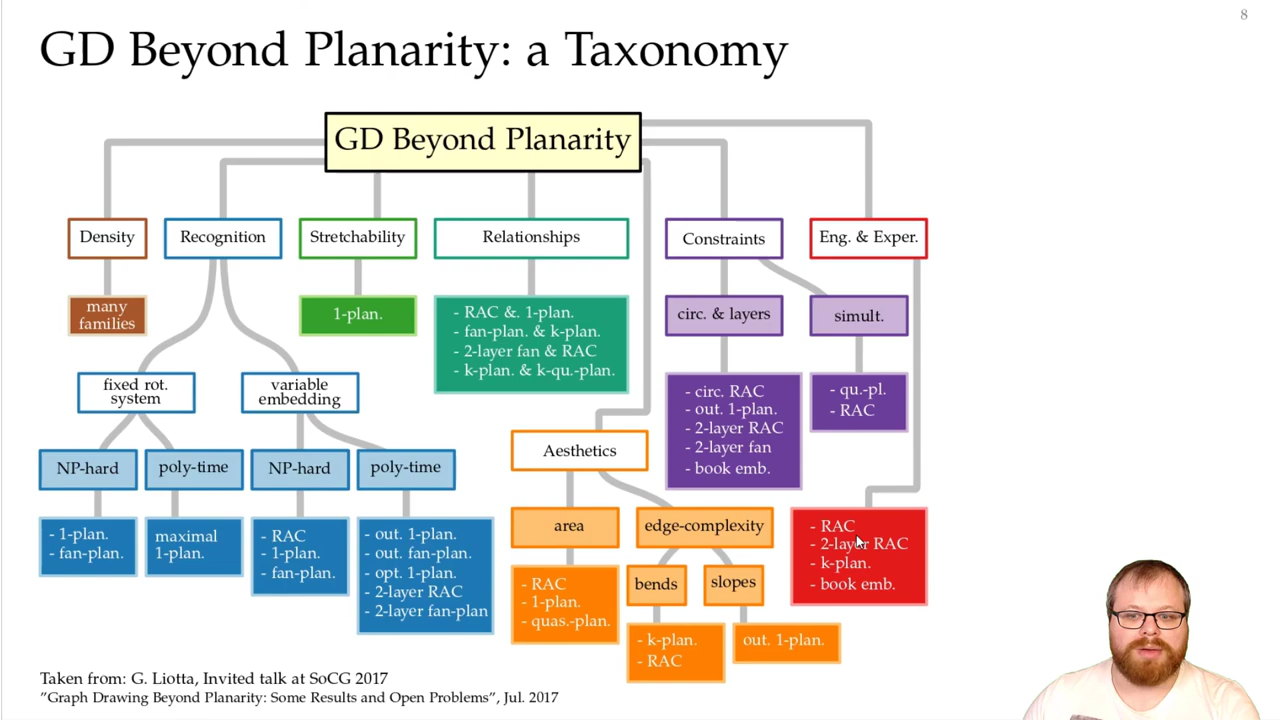 8
GD Beyond Planarity: a Taxonomy
GD Beyond Planarity
Density
Recognition
Stretchability
Relationships
Constraints
Eng. & Exper.
many
families
1-plan.
- RAC &. 1-plan.
- fan-plan. & k-plan.
- 2-layer fan & RAC
- k-plan. & k-qu.-plan.
circ. & layers
simult.
fixed rot.
system
variable
embedding
- circ. RAC
- out. 1-plan.
- 2-layer RAC
- 2-layer fan
- book emb.
- qu.-pl.
- RAC
Aesthetics
NP-hard
poly-time
NP-hard
poly-time
- 1-plan.
- fan-plan.
maximal
1-plan.
- RAC
- 1-plan.
- fan-plan.
- out. 1-plan.
- out. fan-plan.
- opt. 1-plan.
- 2-layer RAC
- 2-layer fan-plan
area
edge-complexity
- RAC
- 2-layer RAC
- k-plan.
- book emb.
- RAC
- 1-plan.
- quas.-plan.
bends
slopes
- k-plan.
- RAC
out. 1-plan.
Taken from: G. Liotta, Invited talk at SoCG 2017
"Graph Drawing Beyond Planarity: Some Results and Open Problems", Jul. 2017